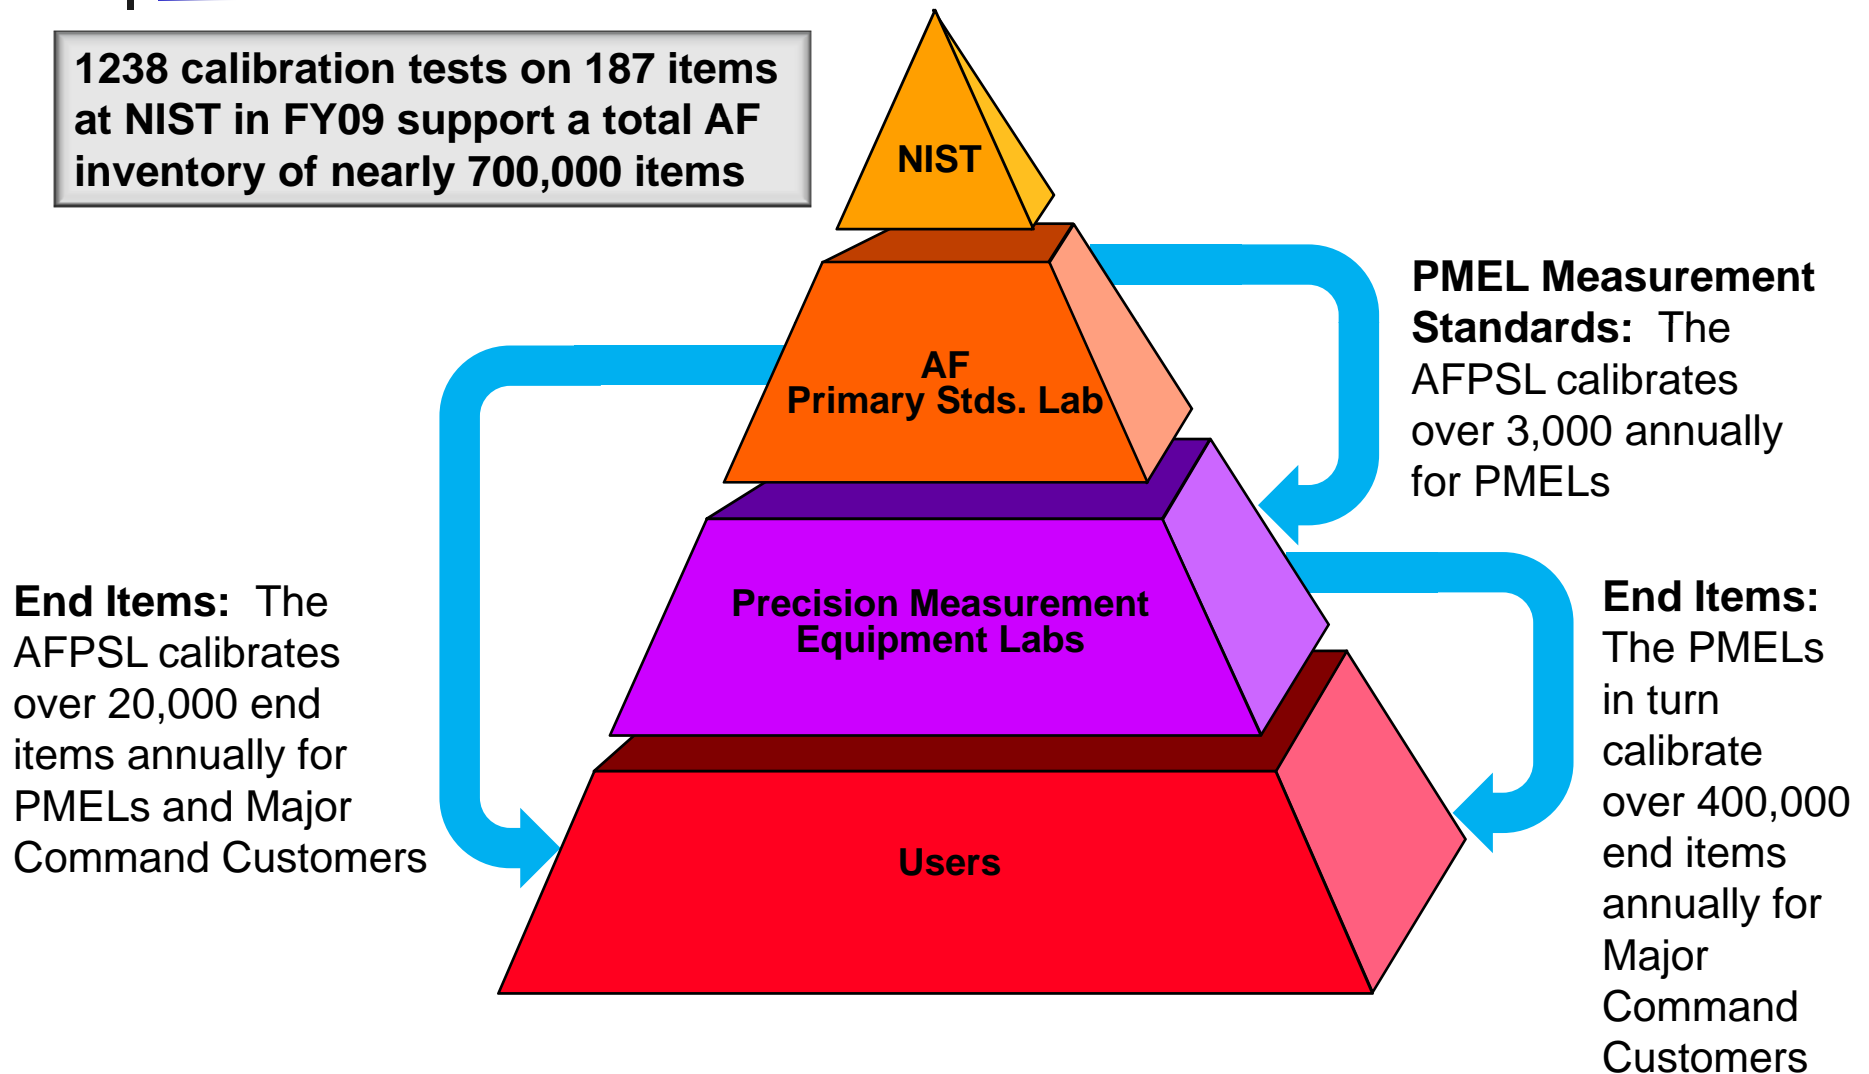 1238 calibration tests on 187 items
at NIST in FY09 support a total AF
inventory of nearly 700,000 items
NIST
AF
Primary Stds. Lab
Precision Measurement
Equipment Labs
Users
PMEL Measurement
Standards: The
AFPSL calibrates
over 3,000 annually
for PMELs
End Items: The
AFPSL calibrates
over 20,000 end
items annually for
PMELs and Major
Command Customers
End Items:
The PMELs
in turn
calibrate
over 400,000
end items
annually for
Major
Command
Customers